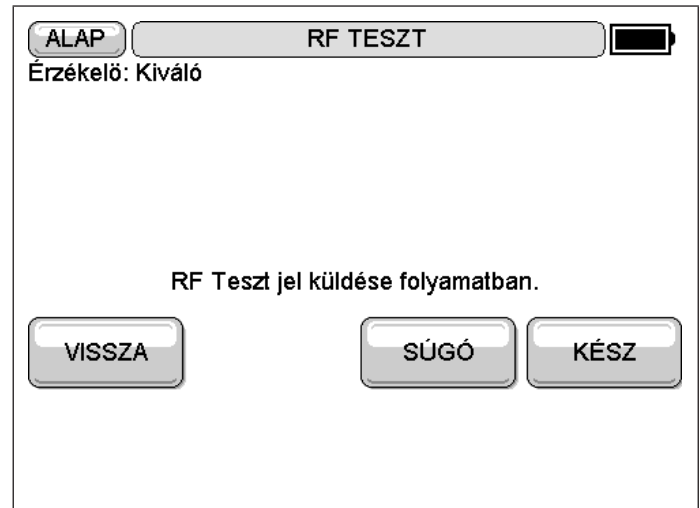 ALAP RF TESZT
Érzékelö: Kiváló
RF Teszt jel küldése folyamatban.
VISSZA SÚGÓ KÉSZ